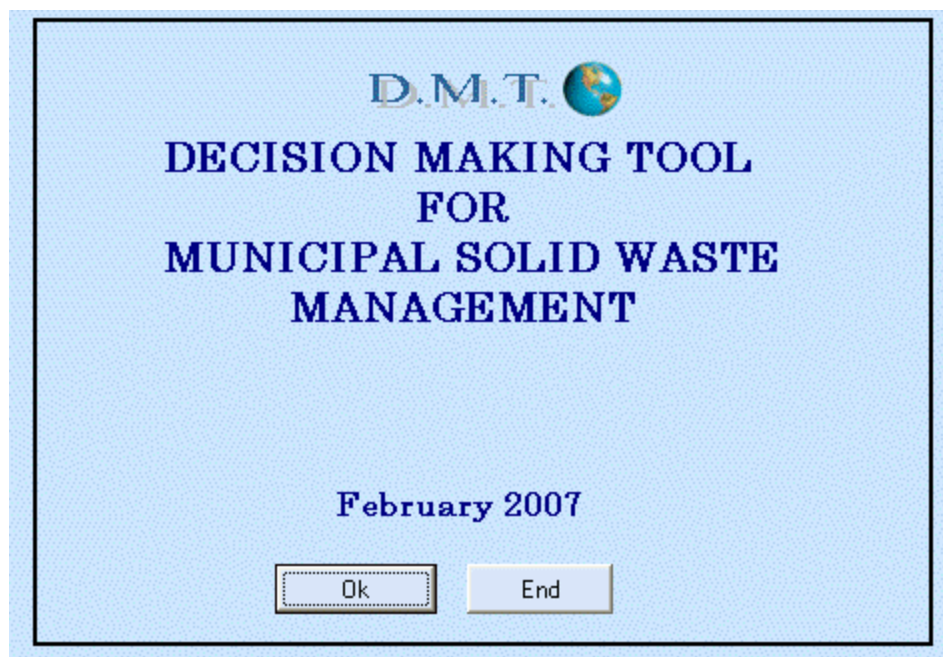 D.M.T.
DECISION MAKING TOOL
FOR
MUNICIPAL SOLID WASTE
MANAGEMENT
February 2007
Ok End